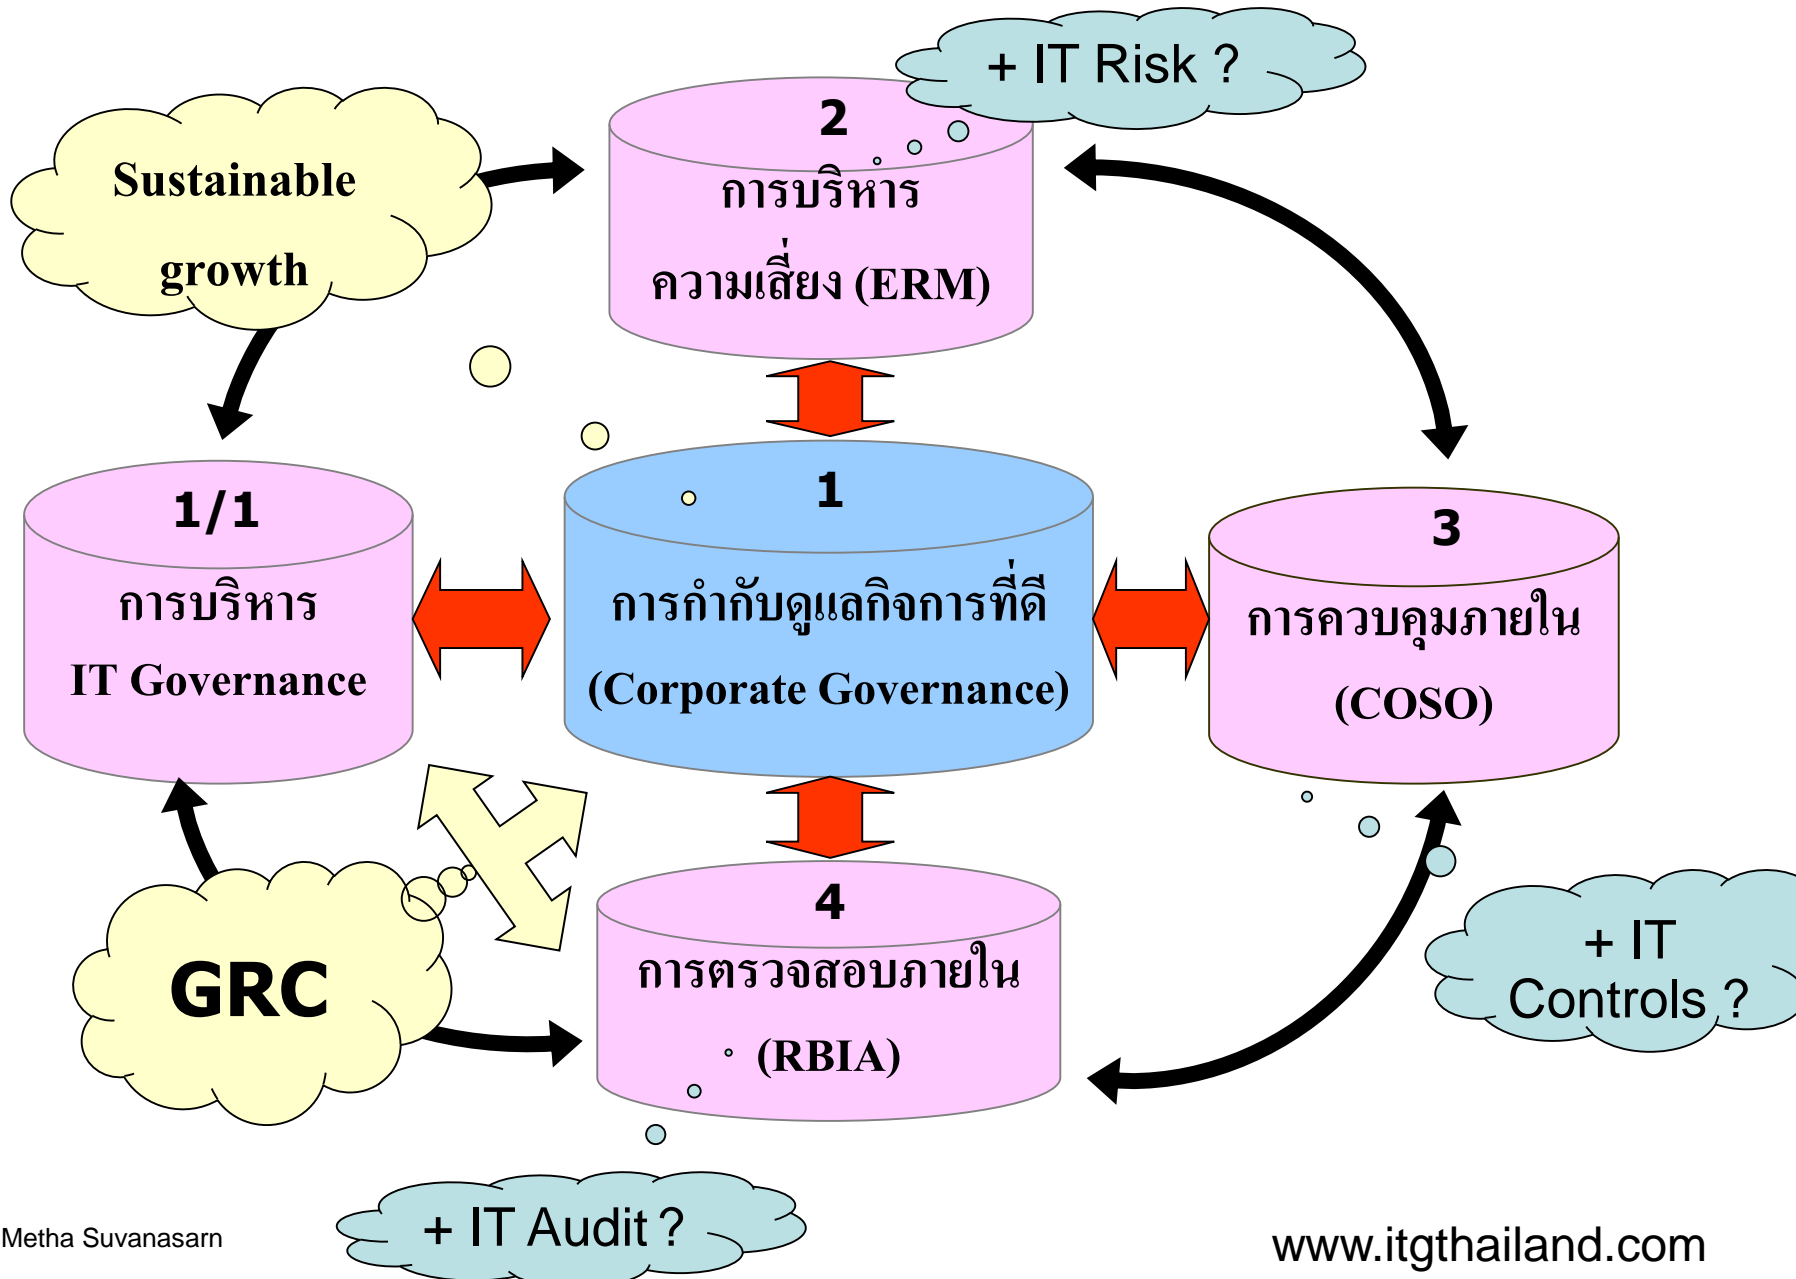 + IT Risk ?
Sustainable
growth
2
การบริหาร
ความเสี่ยง (ERM)
1/1
การบริหาร
IT Governance
1
การกำกับดูแลกิจการที่ดี
(Corporate Governance)
3
การควบคุมภายใน
(COSO)
GRC
4
การตรวจสอบภายใน
(RBIA)
+ IT
Controls ?
+ IT Audit ?
Metha Suvanasarn
www.itgthailand.com